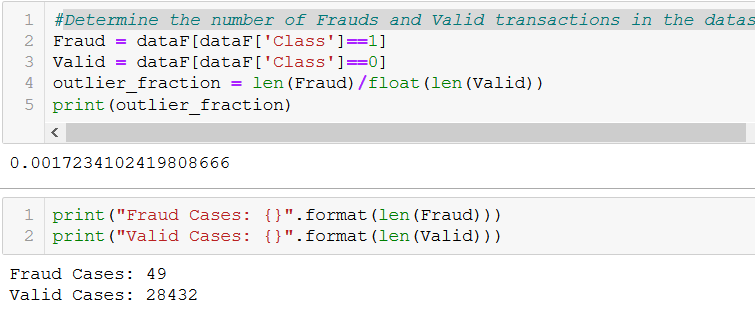 1 #Determine the number of Frauds and Valid transactions in the datas
2 Fraud = dataF[dataF['Class']==1]
3 Valid = dataF[dataF['Class']==0]
4 outlier_fraction = len(Fraud)/float(len(Valid))
5 print(outlier_fraction)
0.0017234102419808666
1 print("Fraud Cases: {}".format(len(Fraud)))
2 print("Valid Cases: {}".format(len(Valid)))
Fraud Cases: 49
Valid Cases: 28432